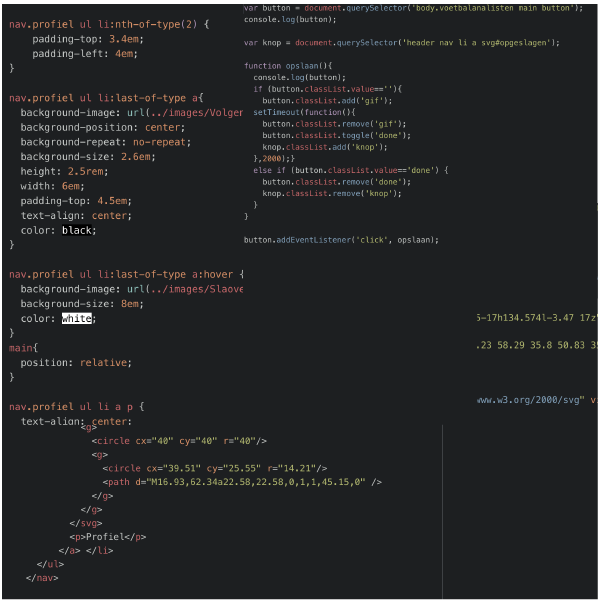 nav.profiel ul li:nth-of-type(2) {
padding-top: 3.4em;
padding-left: 4em;
}
nav.profiel ul li:last-of-type a{
background-image: url(../images/Volger
background-position: center;
background-repeat: no-repeat;
background-size: 2.6em;
height: 2.5rem;
width: 6em;
padding-top: 4.5em;
text-align: center;
color: black;
}
nav.profiel ul li:last-of-type a:hover {
background-image: url(../images/Slaove
background-size: 8em;
color: white;
}
main{
position: relative;
}
nav.profiel ul li a p {
text-align: center:
var button = document.querySelector('body.voetbalanalisten main button');
console.log(button);
var knop = document.querySelector('header nav li a svg#opgeslagen');
function opslaan(){
console.log(button);
if (button.classList.value==''){
button.classList.add('gif');
setTimeout(function(){
button.classList.remove('gif');
button.classList.toggle('done');
knop.classList.add('knop');
},2000);}
else if (button.classList.value=='done') {
button.classList.remove('done');
knop.classList.remove('knop');
}
}
button.addEventListener('click', opslaan);
5-17h134.574l-3.47 17z"
.23 58.29 35.8 50.83 35
www.w3.org/2000/svg" v
<g>
<circle cx="40" cy="40" r="40"/>
<g>
<circle cx="39.51" cy="25.55" r="14.21"/>
<path d="M16.93,62.34a22.58,22.58,0,1,1,45.15,0" />
</g>
</g>
</svg>
<p>Profiel</p>
</a> </li>
</ul>
</nav>